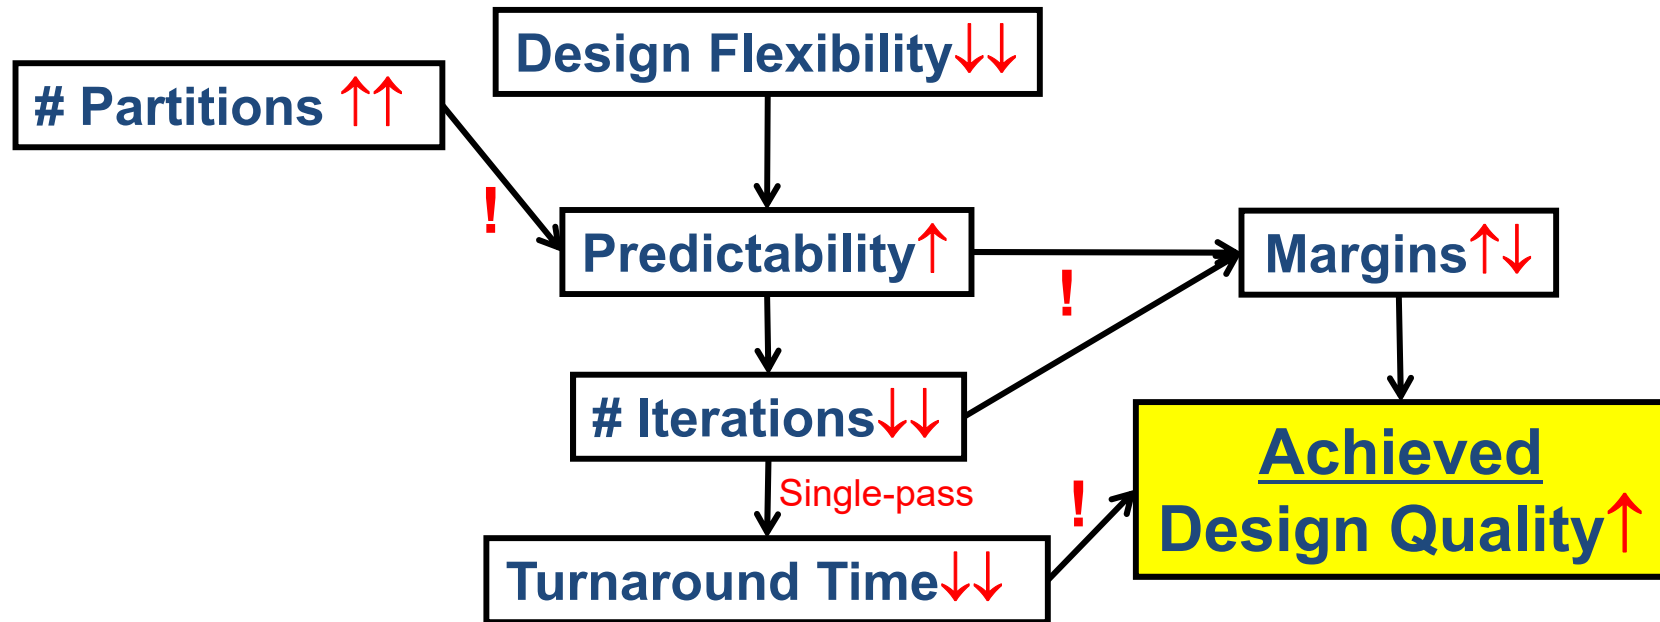 Design Flexibility↓↓
# Partitions ↑↑
!
Predictability↑
Margins↑↓
!
# Iterations↓↓
Single-pass
!
Achieved
Design Quality↑
Turnaround Time↓↓